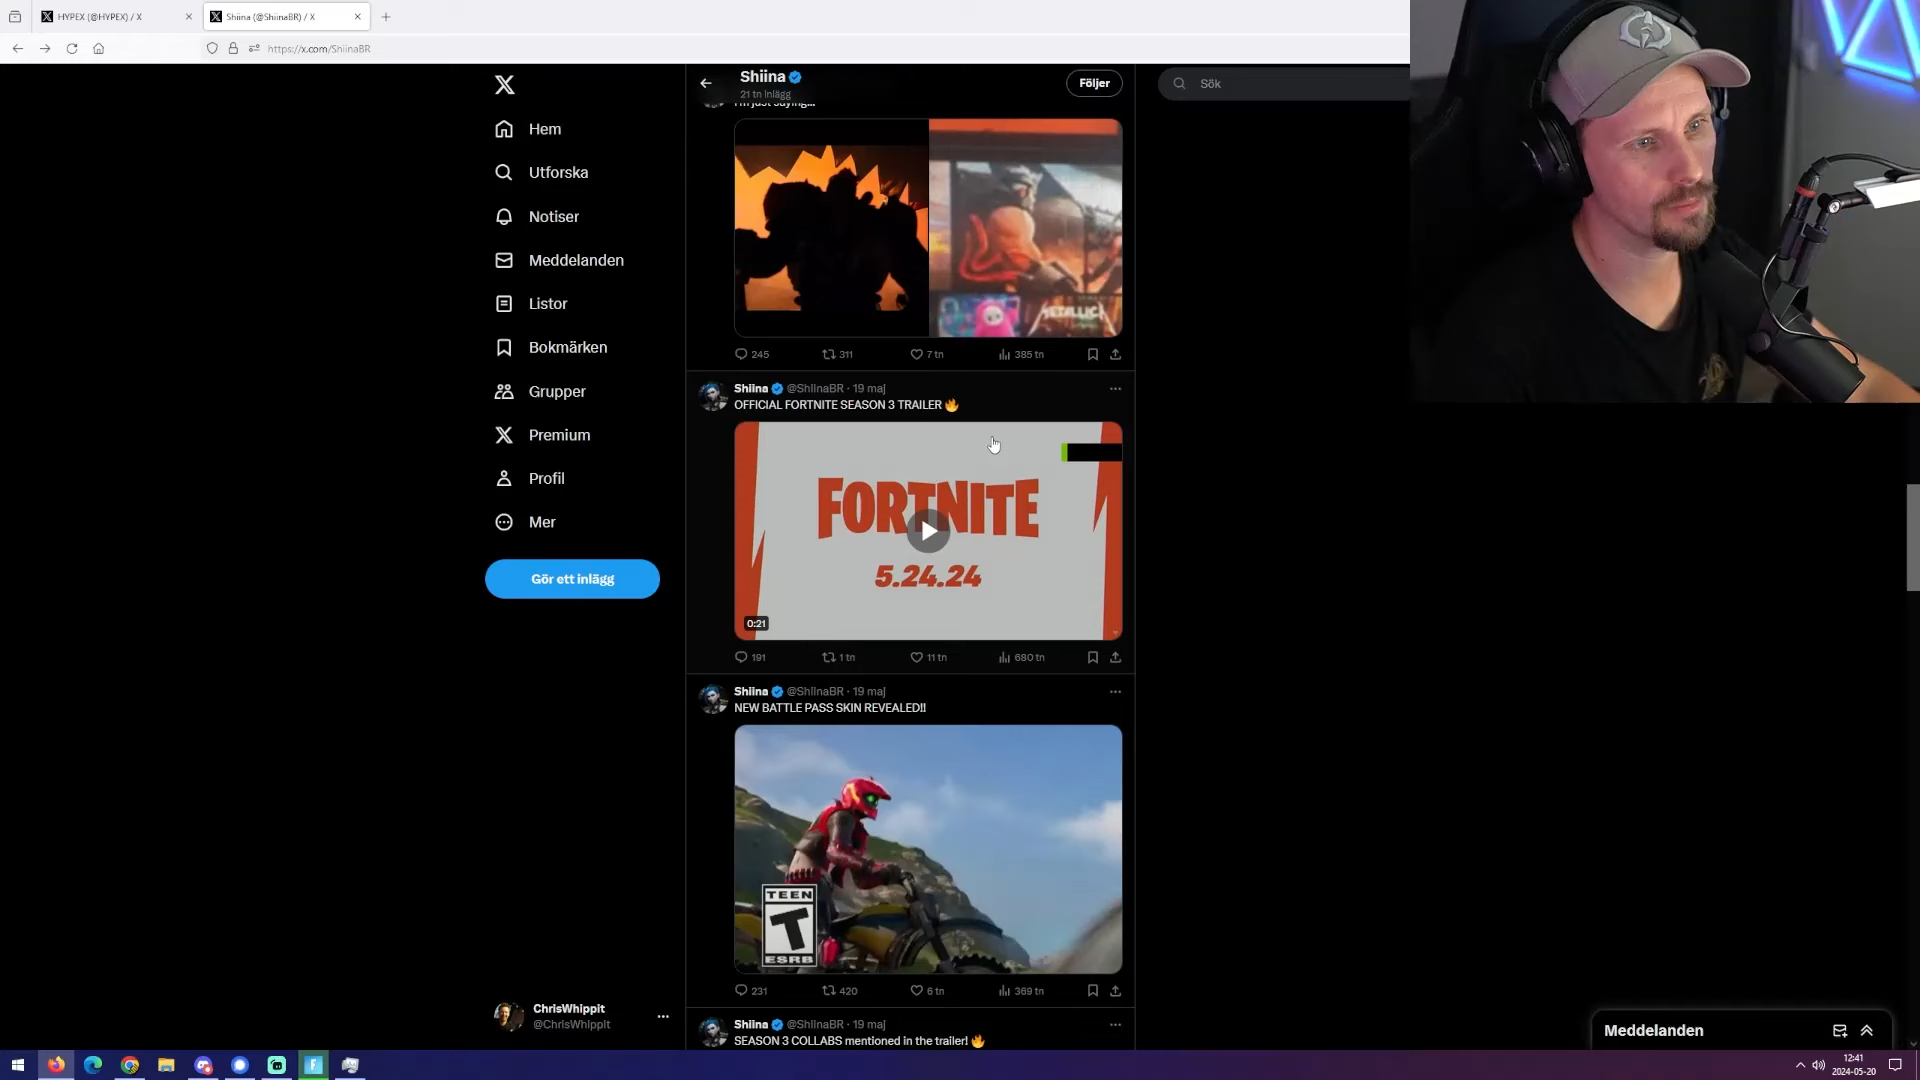 HYPEX (@HYPEX) / X
Shiina (@ShiinaBR) / X
https://x.com/ShiinaBR
Shiina
21 tn inlägg
Följer
Sök
I'm just saying...
Hem
Utforska
Notiser
Meddelanden
Listor
Bokmärken
Grupper
Premium
Profil
Mer
Gör ett inlägg
METALLICA
245
311
7 tn
385 tn
Shiina @ShiinaBR · 19 maj
OFFICIAL FORTNITE SEASON 3 TRAILER 🔥
FORTNITE
5.24.24
0:21
191
1 tn
11 tn
680 tn
Shiina @ShiinaBR · 19 maj
NEW BATTLE PASS SKIN REVEALED!!
TEEN
T
ESRB
231
420
6 tn
369 tn
Shiina @ShiinaBR · 19 maj
SEASON 3 COLLABS mentioned in the trailer! 🔥
ChrisWhippit
@ChrisWhippit
Meddelanden
12:41
2024-05-20